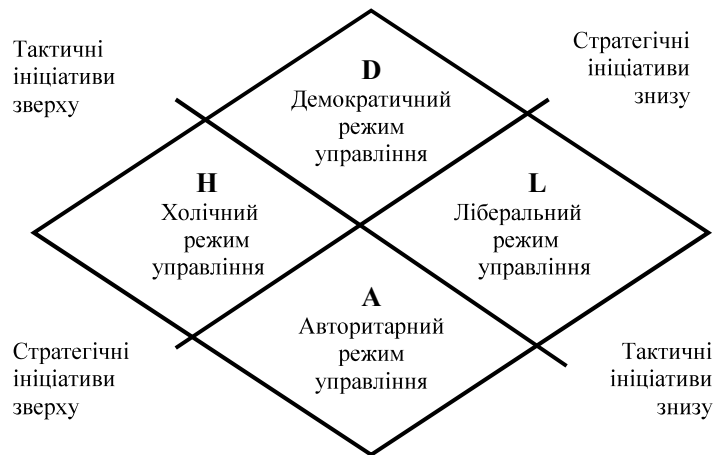 Тактичні
ініціативи
зверху
Стратегічні
ініціативи
знизу
D
Демократичний
режим
управління
H
Холічний
режим
управління
L
Ліберальний
режим
управління
A
Авторитарний
режим
управління
Стратегічні
ініціативи
зверху
Тактичні
ініціативи
знизу